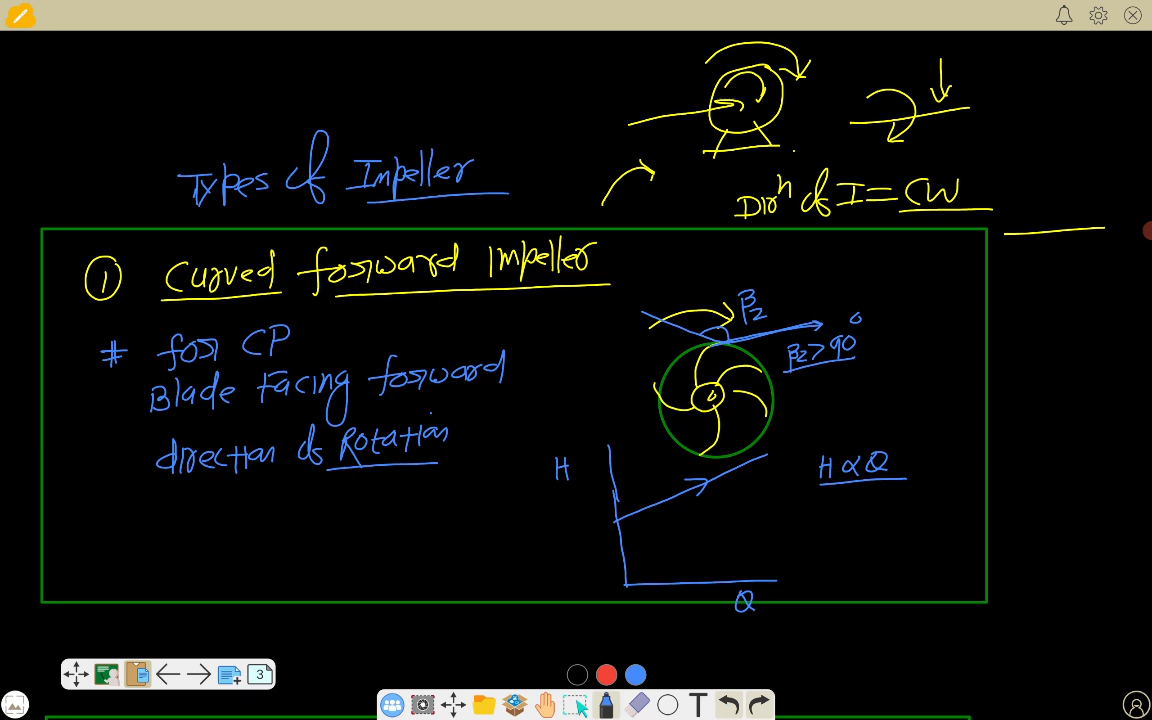 Types of Impeller
Dirⁿ of I = CW
① Curved forward Impeller
# for CP
Blade Facing forward
direction of Rotation
β₂
β₂ > 90°
H
H ∝ Q
Q
3
T